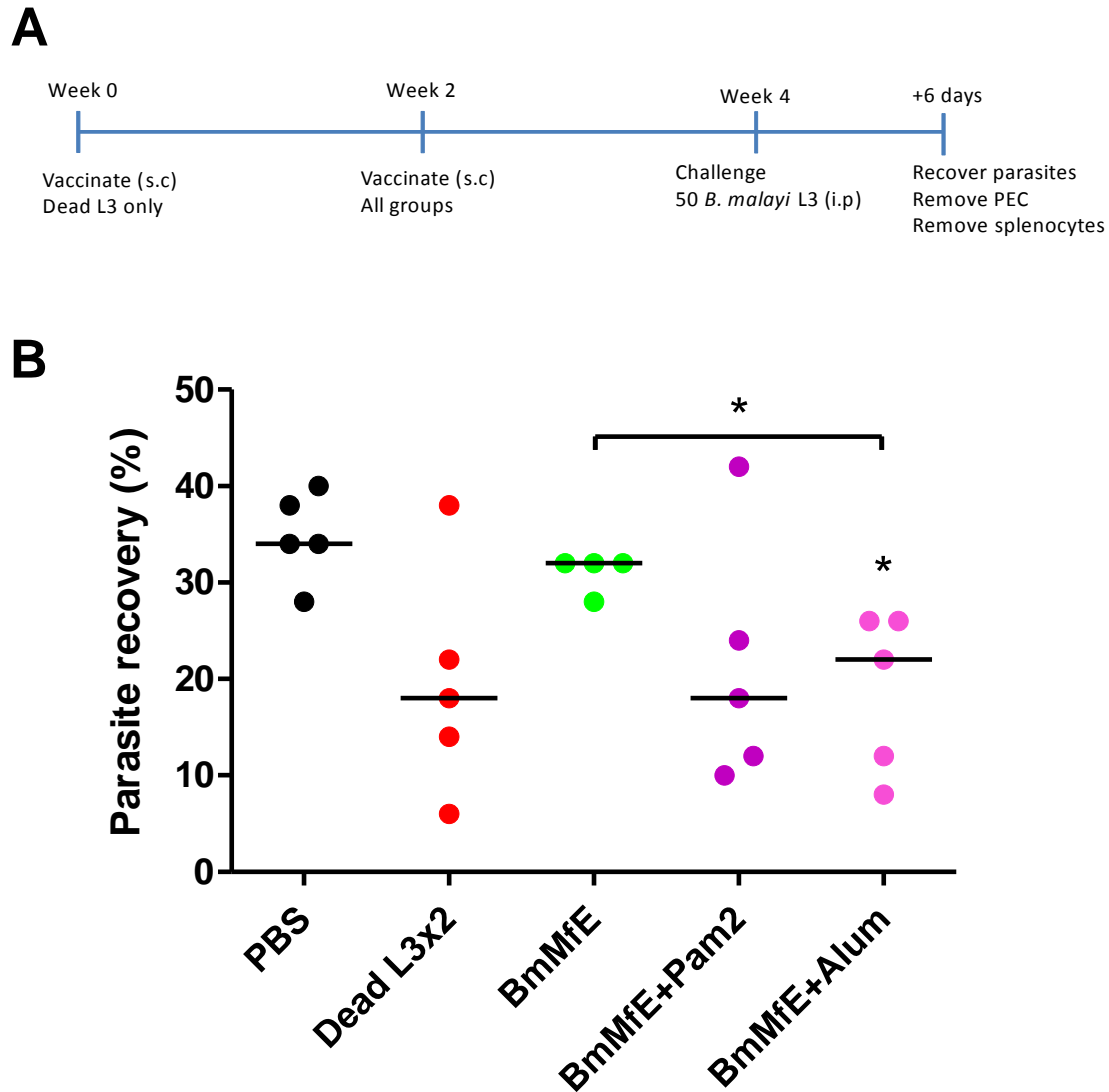 A
Week 0
Week 2
Week 4
+6 days
Vaccinate (s.c)
Dead L3 only
Vaccinate (s.c)
All groups
Challenge
50 B. malayi L3 (i.p)
Recover parasites
Remove PEC
Remove splenocytes
B
Parasite recovery (%)
50
40
30
20
10
0
*
*
PBS
Dead L3x2
BmMfE
BmMfE+Pam2
BmMfE+Alum